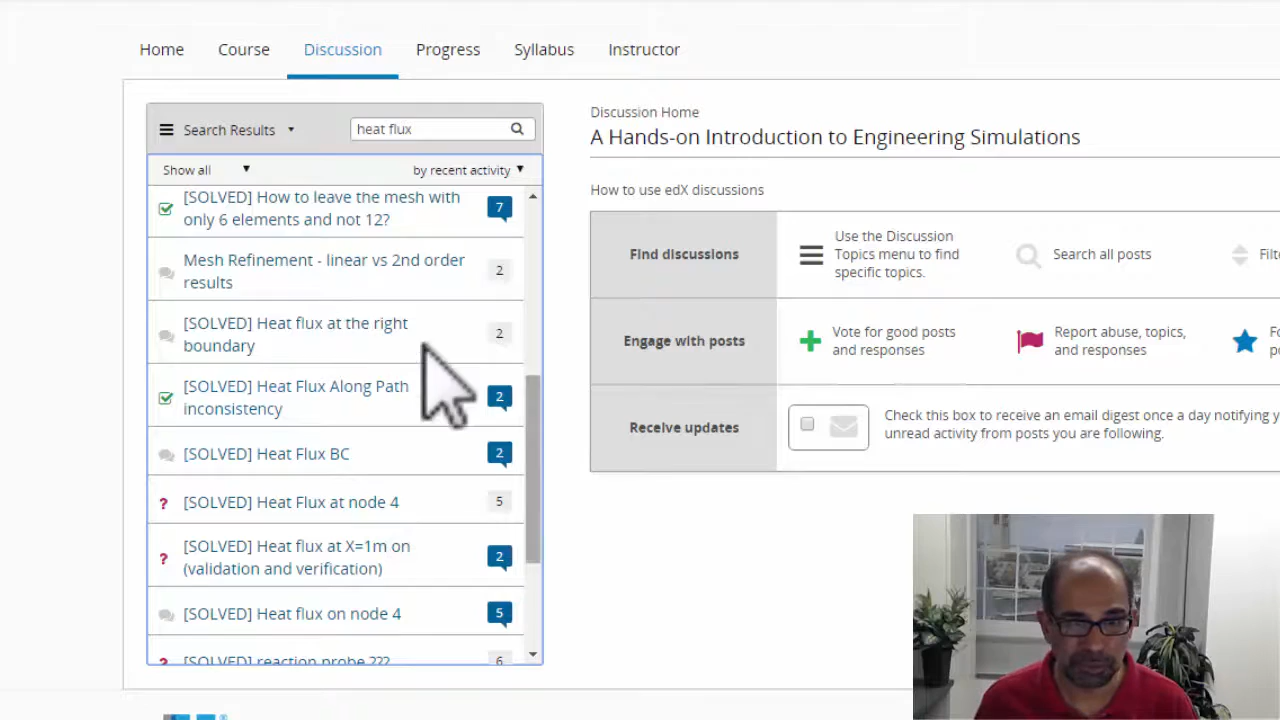 Home Course Discussion Progress Syllabus Instructor
Search Results heat flux
Show all by recent activity
[SOLVED] How to leave the mesh with
only 6 elements and not 12?
7
Mesh Refinement - linear vs 2nd order
results
2
[SOLVED] Heat flux at the right
boundary
2
[SOLVED] Heat Flux Along Path
inconsistency
2
[SOLVED] Heat Flux BC
2
[SOLVED] Heat Flux at node 4
5
[SOLVED] Heat flux at X=1m on
(validation and verification)
2
[SOLVED] Heat flux on node 4
5
[SOLVED] reaction probe ???
6
Discussion Home
A Hands-on Introduction to Engineering Simulations
How to use edX discussions
Find discussions
Use the Discussion
Topics menu to find
specific topics.
Search all posts
Engage with posts
Vote for good posts
and responses
Report abuse, topics,
and responses
Receive updates
Check this box to receive an email digest once a day notifying
unread activity from posts you are following.